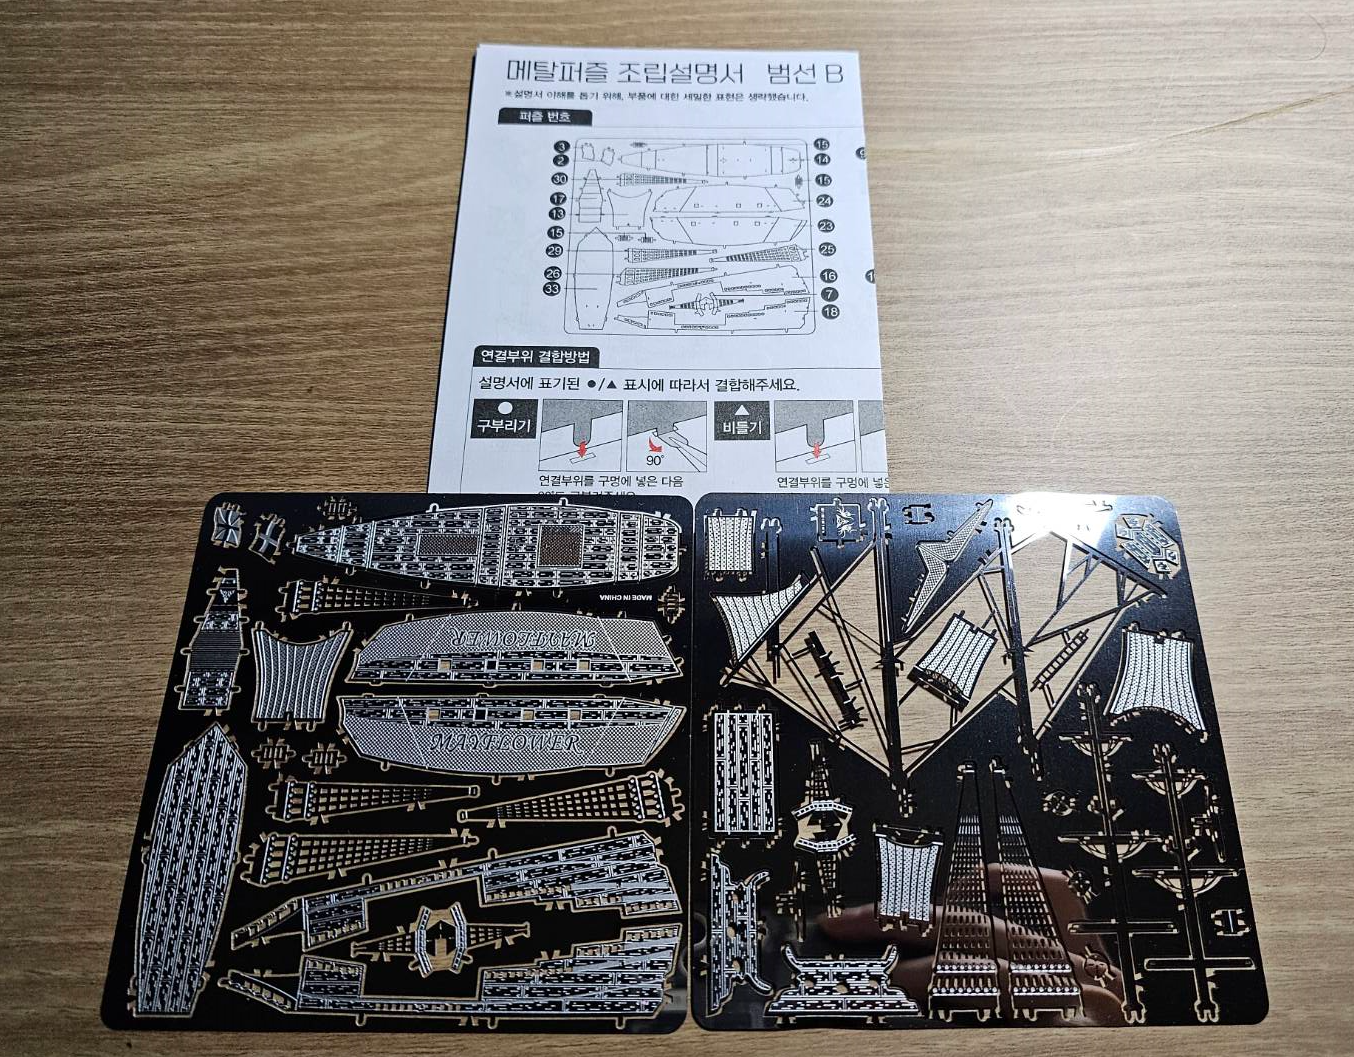 메탈퍼즐 조립설명서 범선 B
※설명서 이해를 돕기 위해, 부품에 대한 세밀한 표현은 생략했습니다.
퍼즐 번호
3
2
30
17
13
15
29
26
33
15
14
15
24
23
25
16
7
18
연결부위 결합방법
설명서에 표기된 ●/▲ 표시에 따라서 결합해주세요.
구부리기
90°
비틀기
연결부위를 구멍에 넣은 다음
연결부위를 구멍에 넣은
MADE IN CHINA
MAYFLOWER
MAYFLOWER